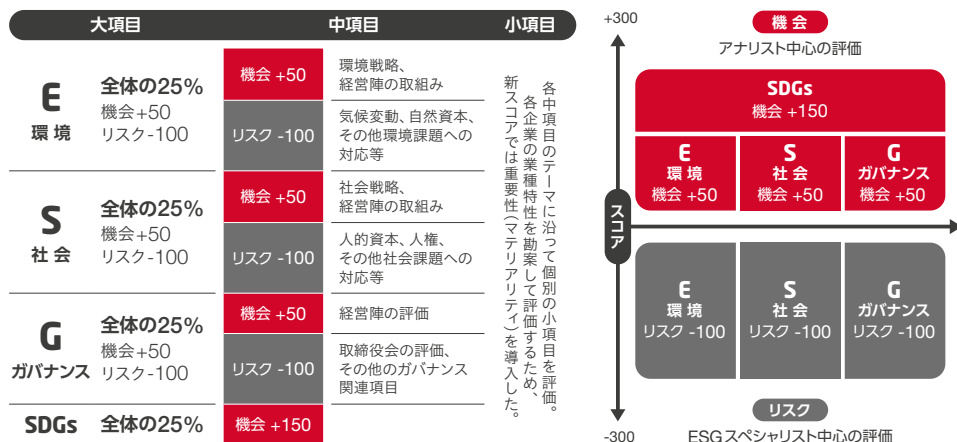 大項目 中項目 小項目
E
環 境
全体の25%
機会+50
リスク-100
機会 +50
環境戦略、
経営陣の取組み
リスク -100
気候変動、自然資本、
その他環境課題への
対応等
S
社 会
全体の25%
機会+50
リスク-100
機会 +50
社会戦略、
経営陣の取組み
リスク -100
人的資本、人権、
その他社会課題への
対応等
G
ガバナンス
全体の25%
機会+50
リスク-100
機会 +50
経営陣の評価
リスク -100
取締役会の評価、
その他のガバナンス
関連項目
SDGs 全体の25%
機会 +150
各中項目のテーマに沿って個別の小項目を評価。
各企業の業種特性を勘案して評価するため、
新スコアでは重要性(マテリアリティ)を導入した。
+300
機 会
アナリスト中心の評価
SDGs
機会 +150
E
環 境
機会 +50
S
社 会
機会 +50
G
ガバナンス
機会 +50
スコア
E
環 境
リスク -100
S
社 会
リスク -100
G
ガバナンス
リスク -100
リスク
-300
ESGスペシャリスト中心の評価